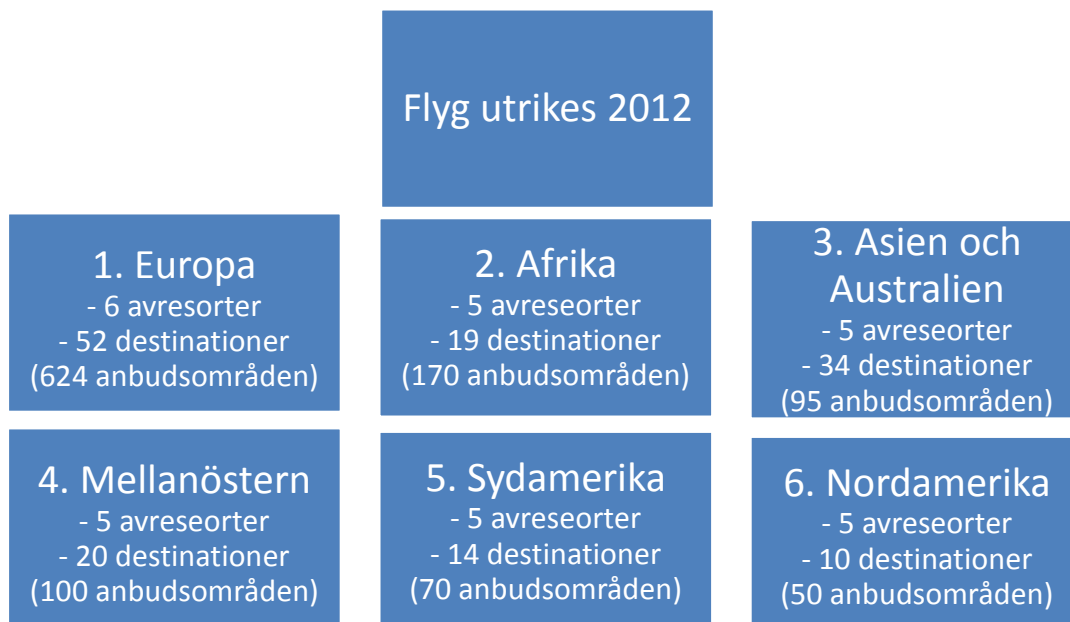 Flyg utrikes 2012
1. Europa
- 6 avresorter
- 52 destinationer
(624 anbudsområden)
2. Afrika
- 5 avreseorter
- 19 destinationer
(170 anbudsområden)
3. Asien och
Australien
- 5 avreseorter
- 34 destinationer
(95 anbudsområden)
4. Mellanöstern
- 5 avreseorter
- 20 destinationer
(100 anbudsområden)
5. Sydamerika
- 5 avreseorter
- 14 destinationer
(70 anbudsområden)
6. Nordamerika
- 5 avreseorter
- 10 destinationer
(50 anbudsområden)